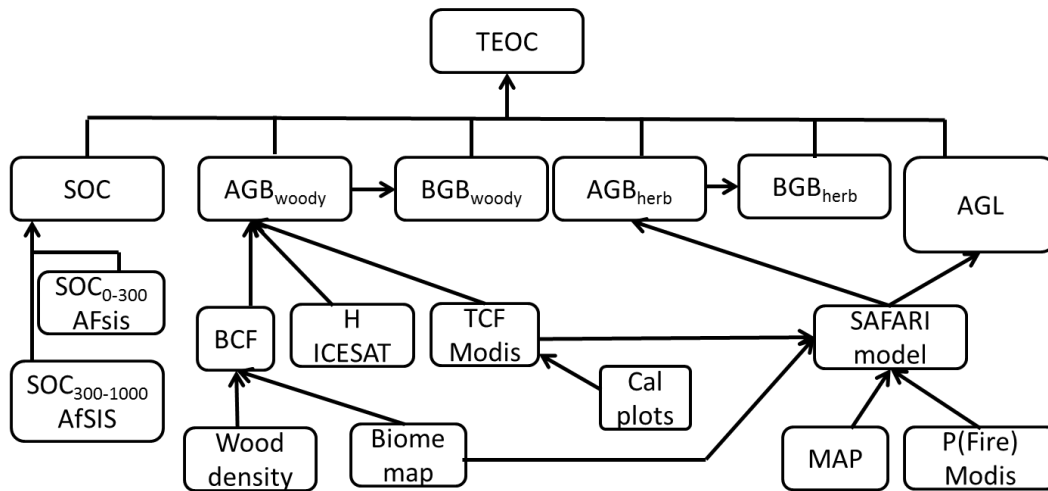 TEOC
SOC
AGBwoody
BGBwoody
AGBherb
BGBherb
AGL
SOC0-300
AFsis
BCF
H
ICESAT
TCF
Modis
SAFARI
model
SOC300-1000
AfSIS
Cal
plots
Wood
density
Biome
map
MAP
P(Fire)
Modis